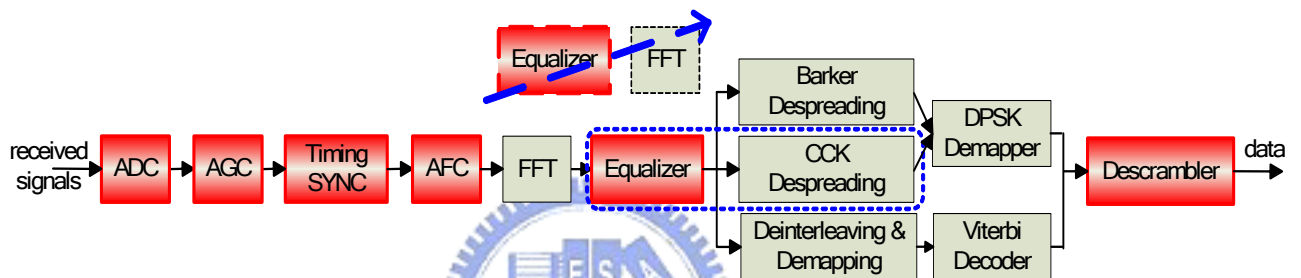 Equalizer
FFT
received
signals
ADC
AGC
Timing
SYNC
AFC
FFT
Equalizer
Barker
Despreading
CCK
Despreading
Deinterleaving &
Demapping
DPSK
Demapper
Viterbi
Decoder
Descrambler
data
ES